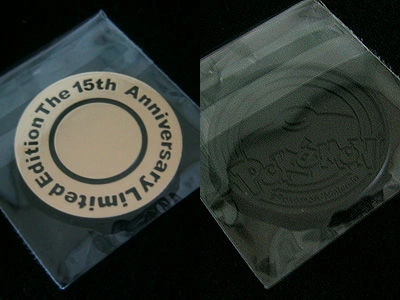 The 15th Anniversary Limited Edition
Pokémon